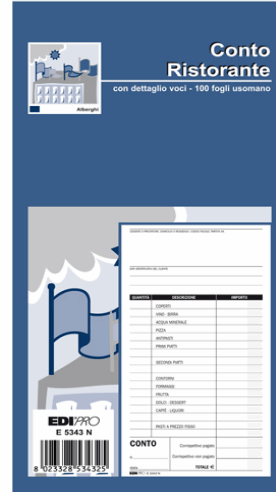 Conto
Ristorante
con dettaglio voci - 100 fogli usomano
Alberghi
QUANTITÀ DESCRIZIONE IMPORTO
COPERTI
VINO - BIRRA
ACQUA MINERALE
PIZZA
ANTIPASTI
PRIMI PIATTI
SECONDI PIATTI
CONTORNI
FORMAGGI
FRUTTA
DOLCI - DESSERT
CAFFÈ - LIQUORI
PASTI A PREZZO FISSO
CONTO
Corrispettivo pagato
Corrispettivo non pagato
TOTALE €
EDIPRO
E 5343 N
8 023328 534325